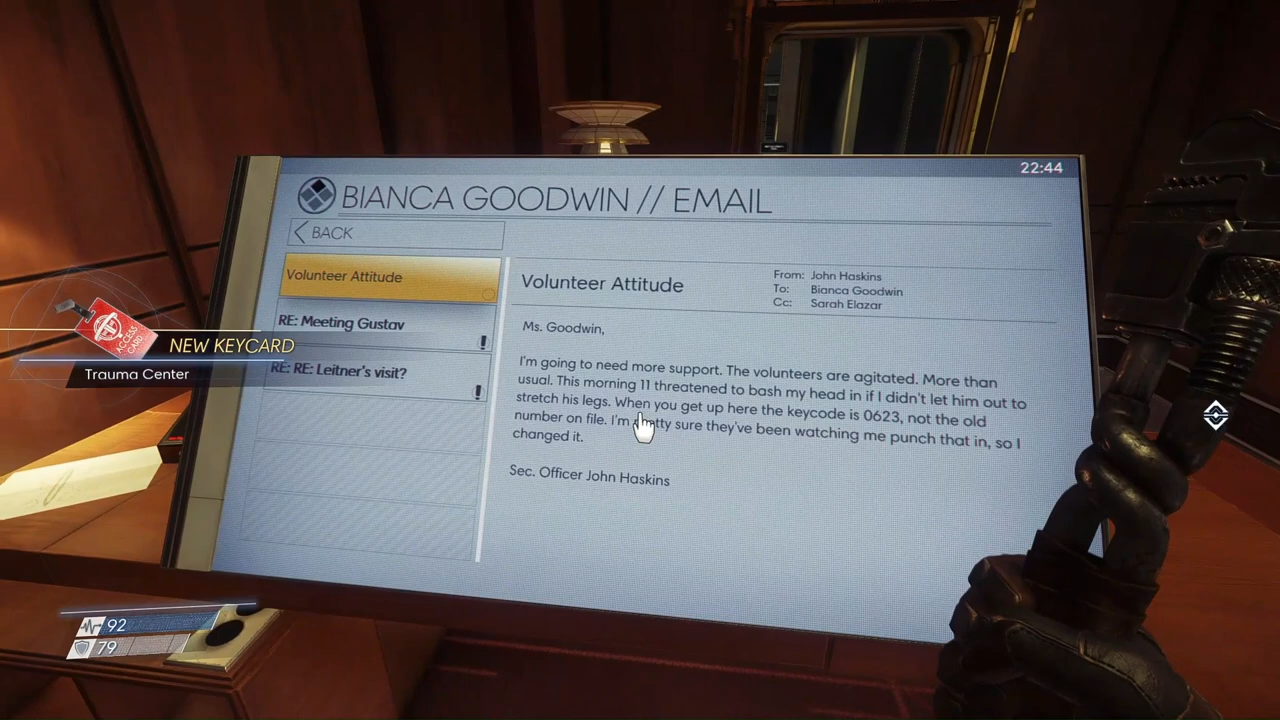 22:44
BIANCA GOODWIN // EMAIL
BACK
Volunteer Attitude
RE: Meeting Gustav
!
RE: RE: Leitner's visit?
!
Volunteer Attitude
From: John Haskins
To: Bianca Goodwin
Cc: Sarah Elazar
Ms. Goodwin,
I'm going to need more support. The volunteers are agitated. More than
usual. This morning 11 threatened to bash my head in if I didn't let him out to
stretch his legs. When you get up here the keycode is 0623, not the old
number on file. I'm pretty sure they've been watching me punch that in, so I
changed it.
Sec. Officer John Haskins
ACCESS CARD
NEW KEYCARD
Trauma Center
92
79